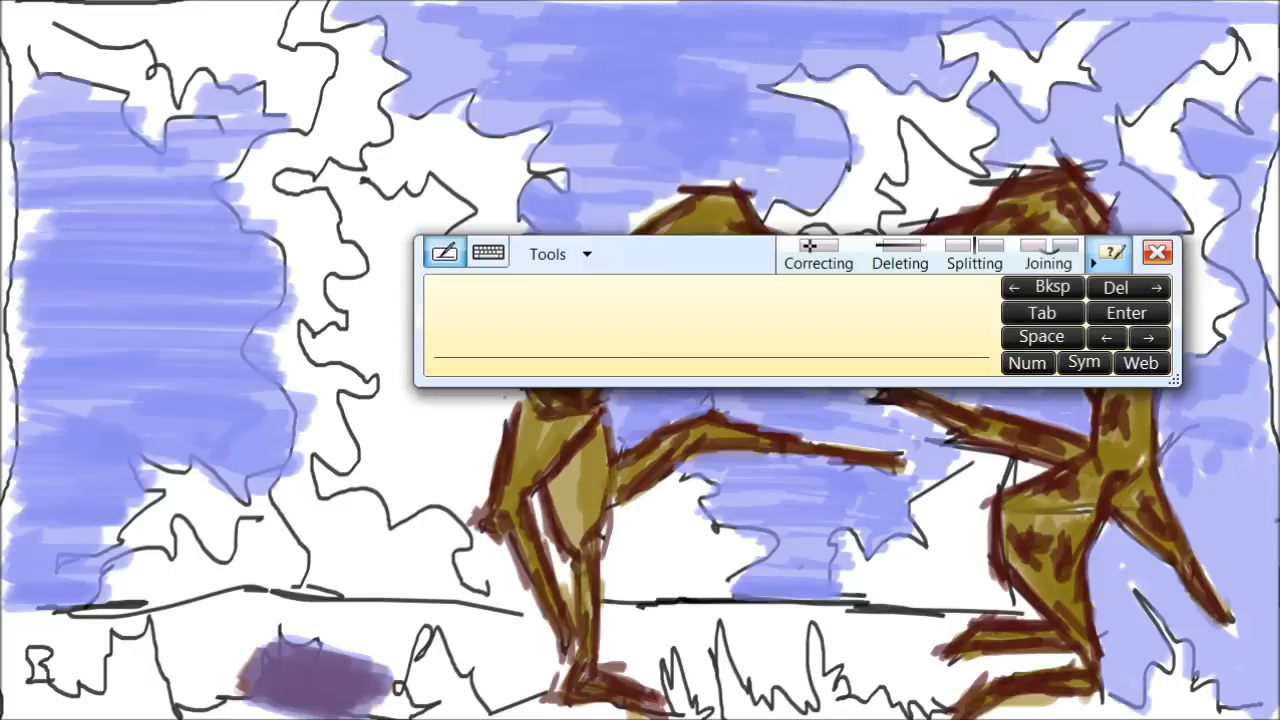 Tools
Correcting Deleting Splitting Joining
← Bksp Del →
Tab Enter
Space ← →
Num Sym Web